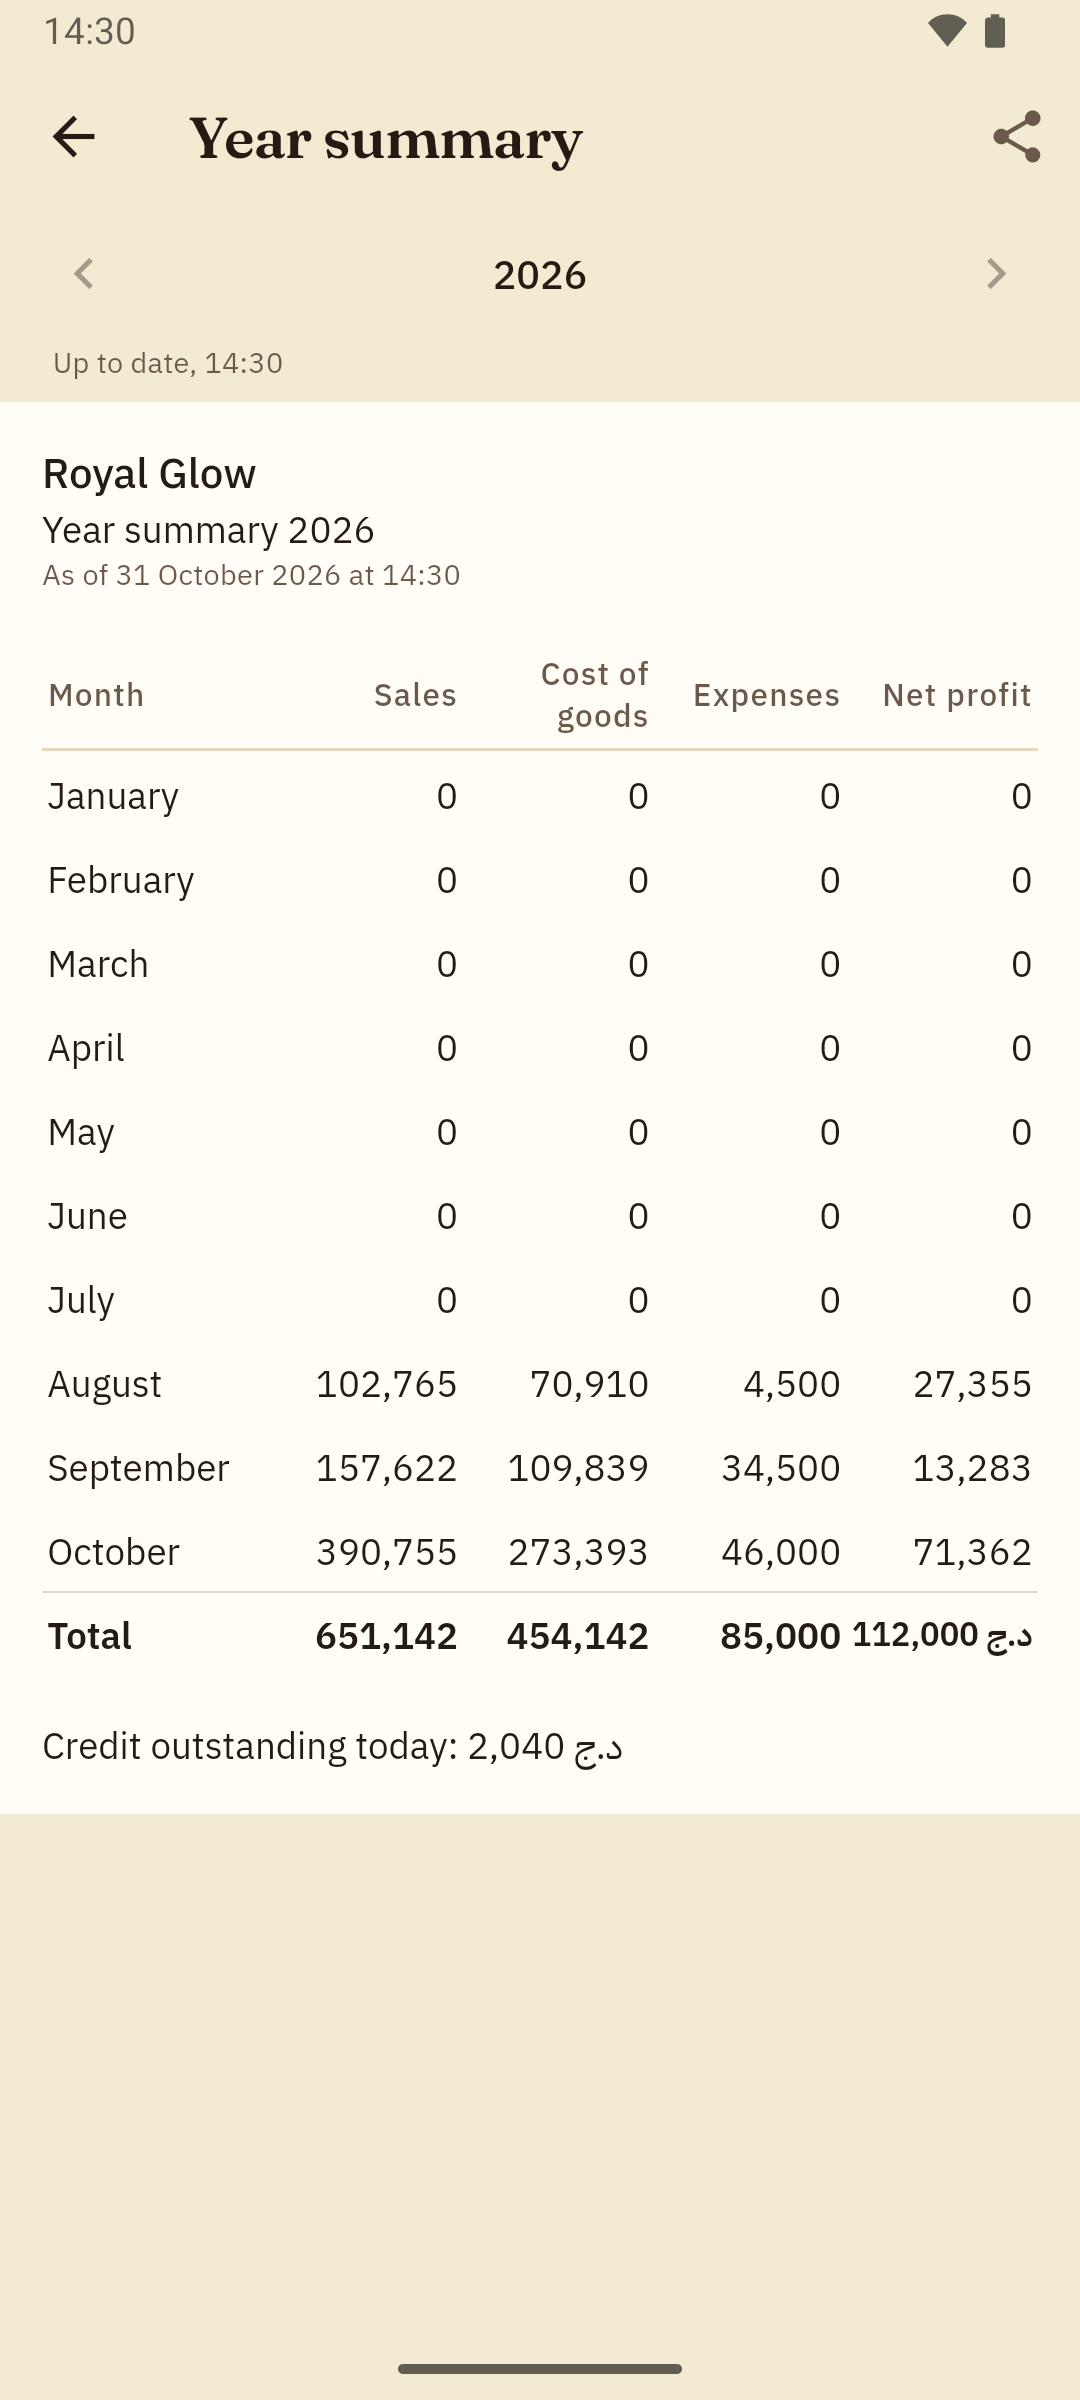 14:30
Year summary
2026
Up to date, 14:30
Royal Glow
Year summary 2026
As of 31 October 2026 at 14:30
Month Sales Cost of goods Expenses Net profit
January 0 0 0 0
February 0 0 0 0
March 0 0 0 0
April 0 0 0 0
May 0 0 0 0
June 0 0 0 0
July 0 0 0 0
August 102,765 70,910 4,500 27,355
September 157,622 109,839 34,500 13,283
October 390,755 273,393 46,000 71,362
Total 651,142 454,142 85,000 112,000 د.ج
Credit outstanding today: 2,040 د.ج